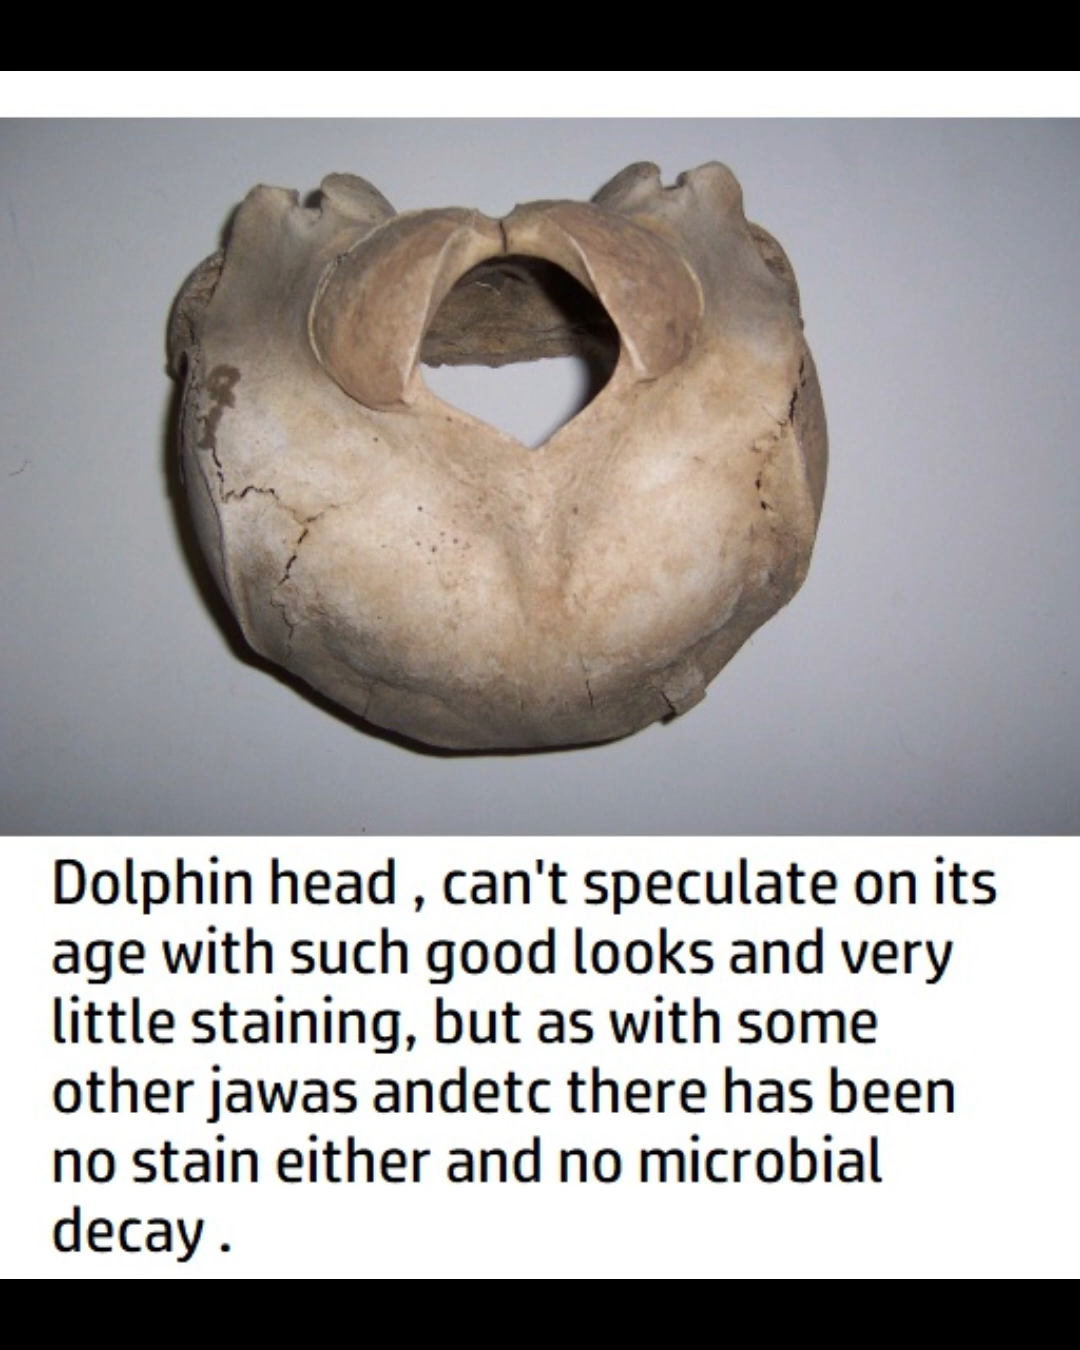 Dolphin head , can't speculate on its
age with such good looks and very
little staining, but as with some
other jawas andetc there has been
no stain either and no microbial
decay .